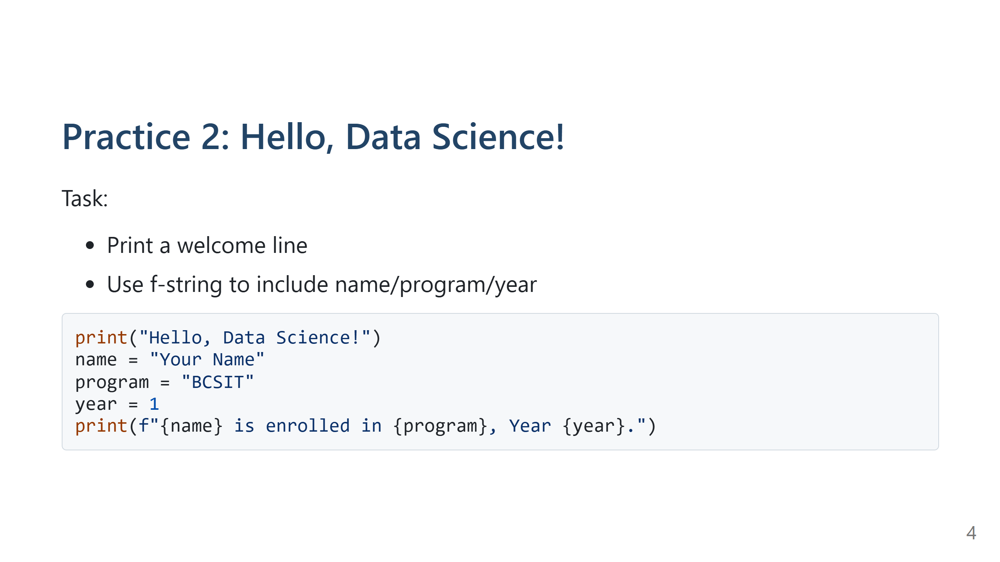 Practice 2: Hello, Data Science!
Task:
• Print a welcome line
• Use f-string to include name/program/year
print("Hello, Data Science!")
name = "Your Name"
program = "BCSIT"
year = 1
print(f"{name} is enrolled in {program}, Year {year}.")
4